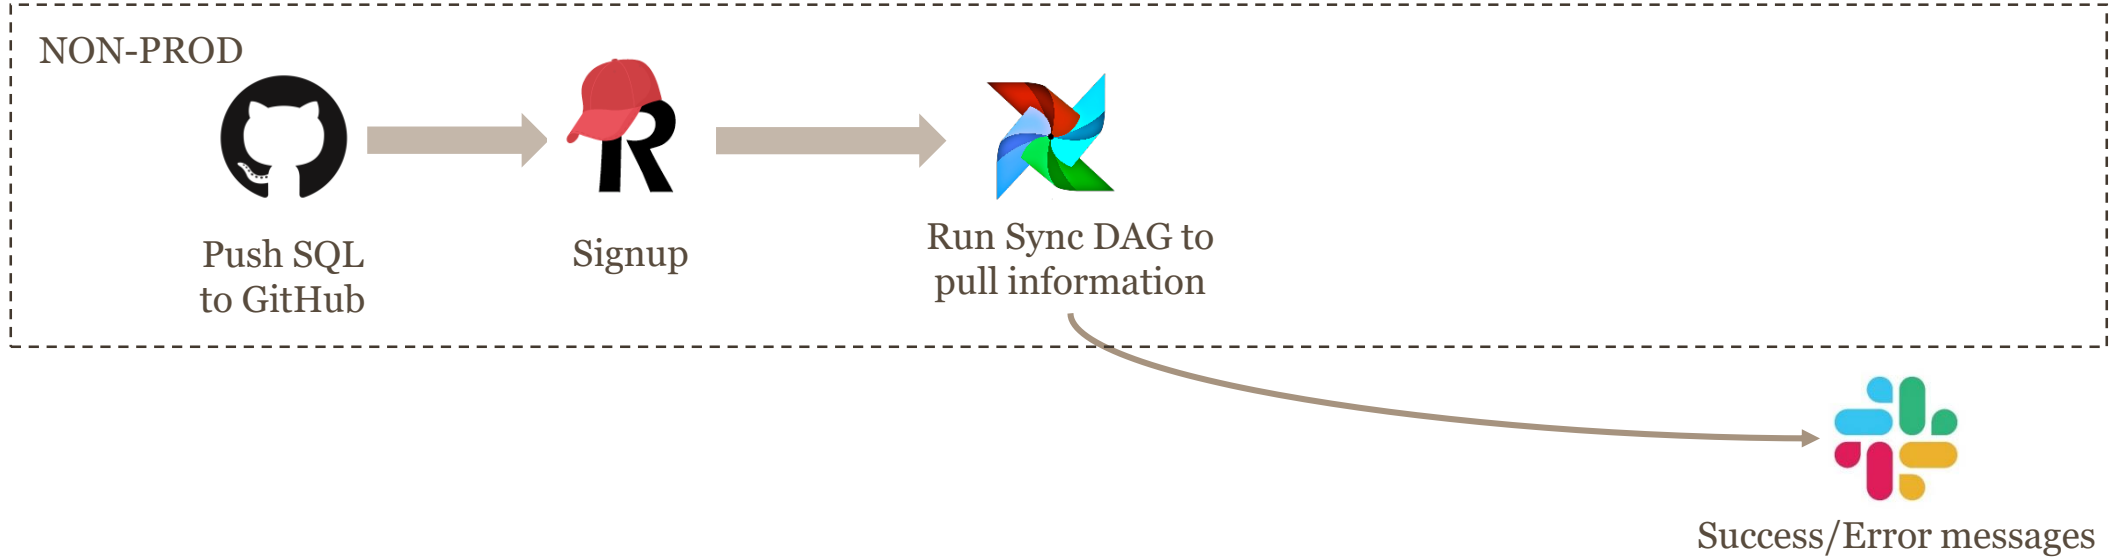 NON-PROD
R
Push SQL
to GitHub
Signup
Run Sync DAG to
pull information
Success/Error messages